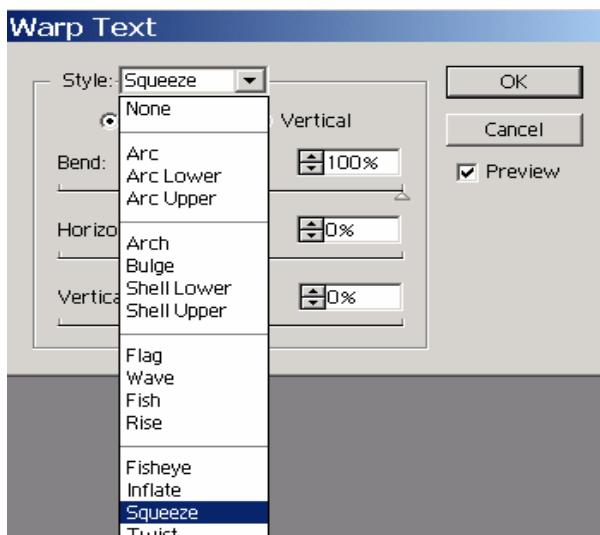 Warp Text
Style: Squeeze
OK
None
Vertical
Cancel
Bend:
Arc
100%
Preview
Arc Lower
Arc Upper
0%
Arch
Bulge
Shell Lower
0%
Shell Upper
Flag
Wave
Fish
Rise
Fisheye
Inflate
Squeeze